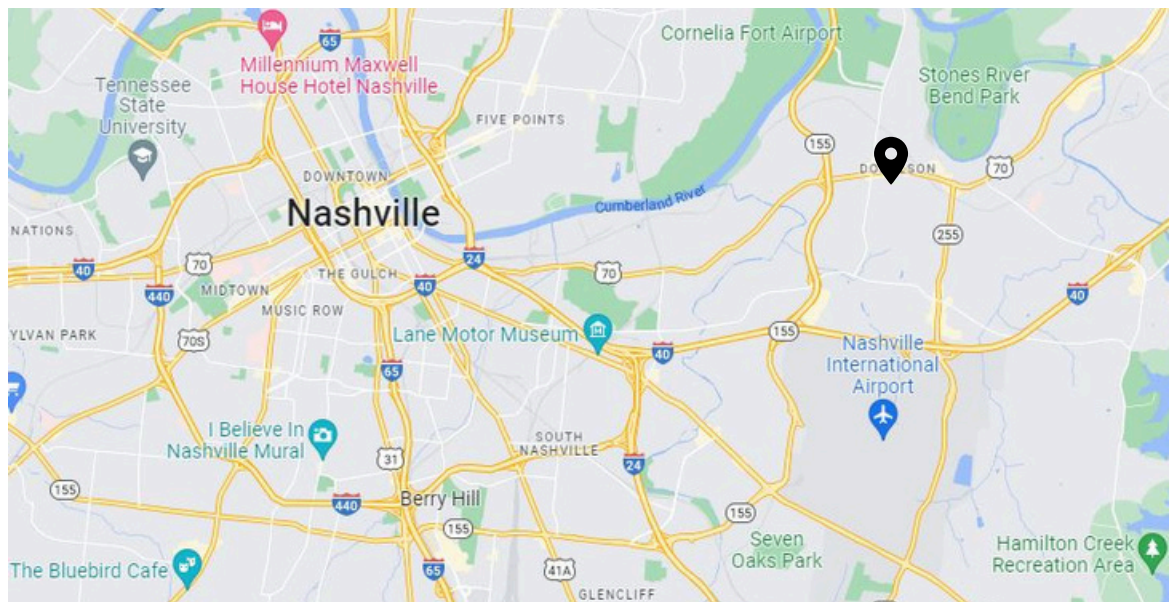 65
Cornelia Fort Airport
Millennium Maxwell
House Hotel Nashville
Tennessee
State
University
Stones River
Bend Park
FIVE POINTS
155
70
DOWNTOWN
Nashville
Cumberland River
NATIONS
255
24
40
70
THE GULCH
70
40
440
MIDTOWN
40
MUSIC ROW
YLVAN PARK
70S
Lane Motor Museum
155
40
Nashville
International
Airport
65
I Believe In
Nashville Mural
SOUTH
NASHVILLE
31
24
155
440
Berry Hill
155
155
Seven
Oaks Park
Hamilton Creek
Recreation Area
The Bluebird Cafe
65
41A
GLENCLIFF